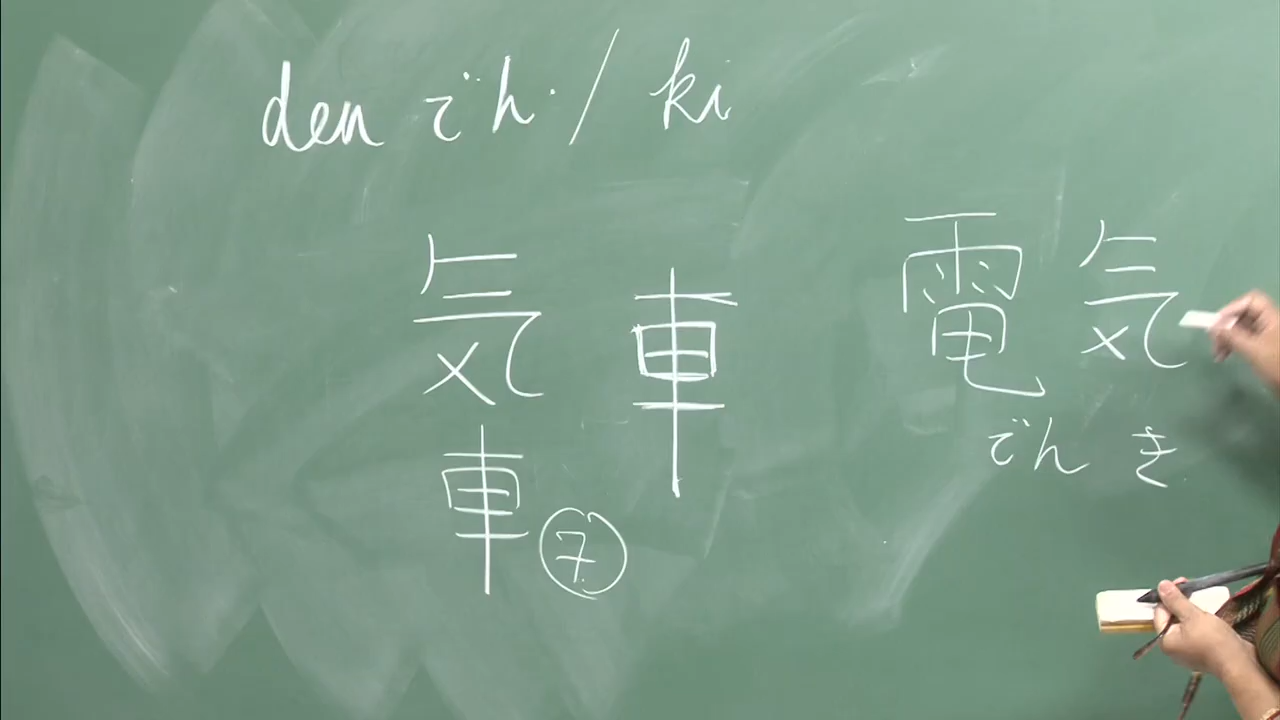 den でん / ki
気 車 電気
でん き
車 7